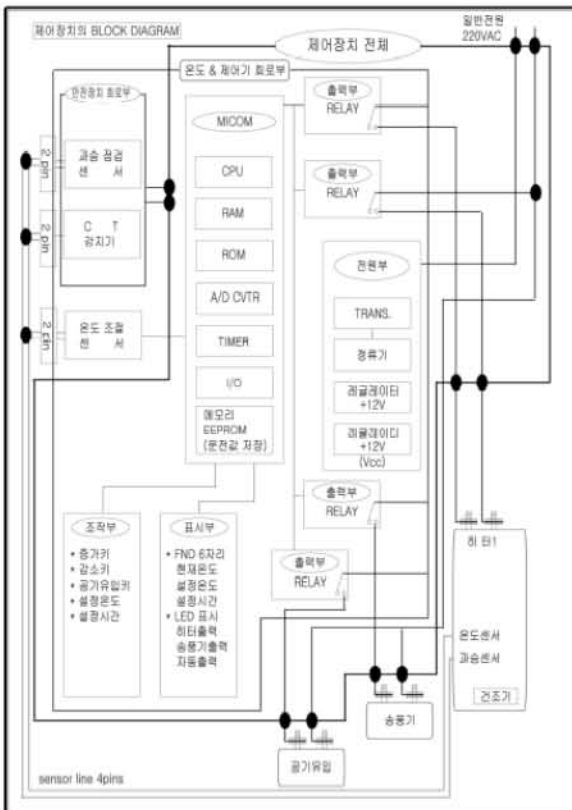 제어장치의 BLOCK DIAGRAM
제어장치 전체
일반전원
220VAC
온도 & 제어기 회로부
안전장치 회로부
2 pin
과승 점검
센 서
2 pin
C T
감지기
2 pin
온도 조절
센 서
MICOM
CPU
RAM
ROM
A/D CVTR
TIMER
I/O
메모리
EEPROM
(운전값 저장)
출력부
RELAY
출력부
RELAY
전원부
TRANS.
정류기
레귤레이터
+12V
레귤레이터
+12V
(Vcc)
출력부
RELAY
출력부
RELAY
조작부
* 증가키
* 감소키
* 공기유입키
* 설정온도
* 설정시간
표시부
* FND 6자리
현재온도
설정온도
설정시간
* LED 표시
히터출력
송풍기출력
자동출력
히 터1
온도센서
과승센서
건조기
송풍기
공기유입
sensor line 4pins